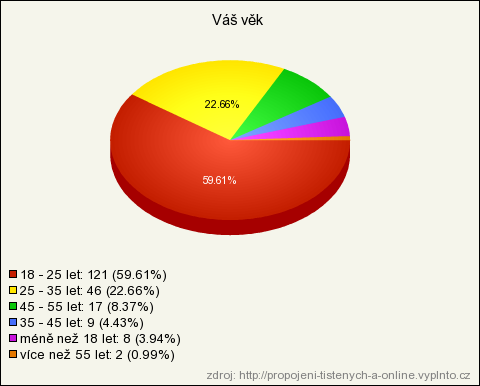 Váš věk
22.66%
59.61%
18 - 25 let: 121 (59.61%)
25 - 35 let: 46 (22.66%)
45 - 55 let: 17 (8.37%)
35 - 45 let: 9 (4.43%)
méně než 18 let: 8 (3.94%)
více než 55 let: 2 (0.99%)
zdroj: http://propojeni-tistenych-a-online.vyplnto.cz